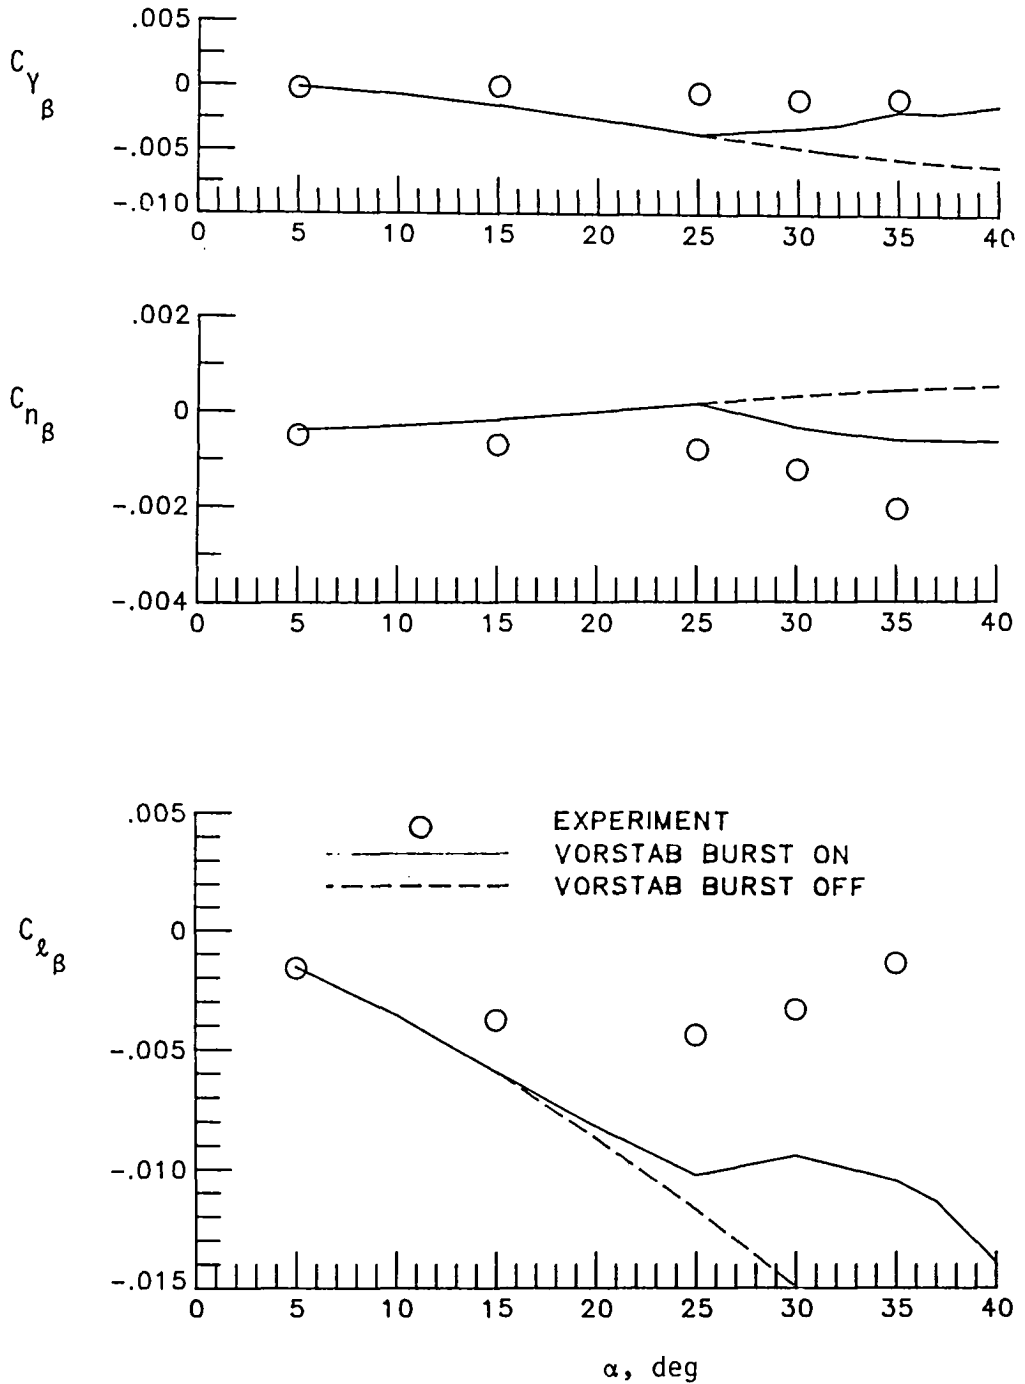 .005
C Y β
0
-.005
-.010
0 5 10 15 20 25 30 35 40
.002
C n β
0
-.002
-.004
0 5 10 15 20 25 30 35 40
.005
EXPERIMENT
VORSTAB BURST ON
VORSTAB BURST OFF
C ℓ β
0
-.005
-.010
-.015
0 5 10 15 20 25 30 35 40
α, deg